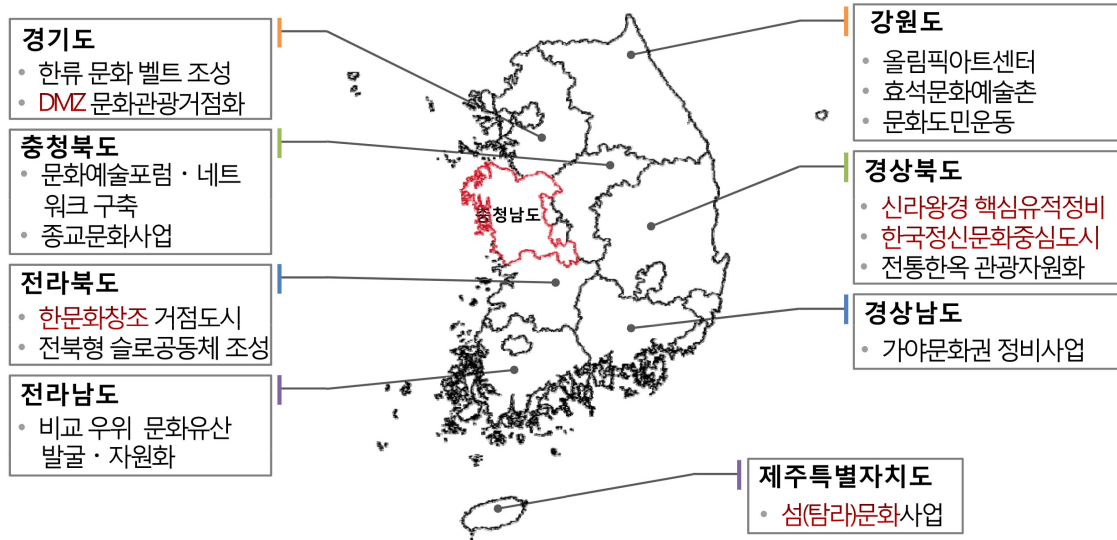 경기도
• 한류 문화 벨트 조성
• DMZ 문화관광거점화
충청북도
• 문화예술포럼 · 네트
워크 구축
• 종교문화사업
전라북도
• 한문화창조 거점도시
• 전북형 슬로공동체 조성
전라남도
• 비교 우위 문화유산
발굴 · 자원화
충청남도
강원도
• 올림픽아트센터
• 효석문화예술촌
• 문화도민운동
경상북도
• 신라왕경 핵심유적정비
• 한국정신문화중심도시
• 전통한옥 관광자원화
경상남도
• 가야문화권 정비사업
제주특별자치도
• 섬(탐라)문화사업